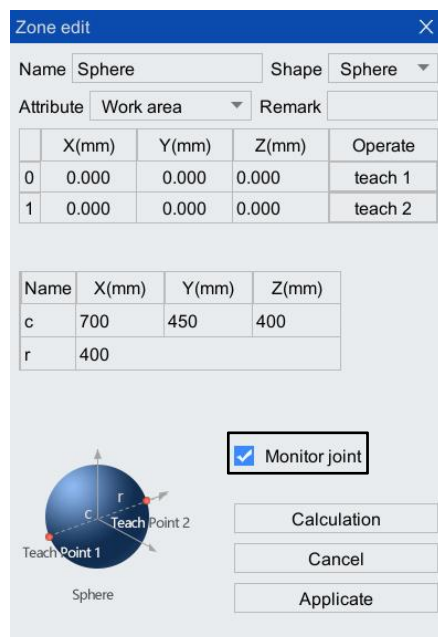 Zone edit X
Name Sphere Shape Sphere
Attribute Work area Remark
X(mm) Y(mm) Z(mm) Operate
0 0.000 0.000 0.000 teach 1
1 0.000 0.000 0.000 teach 2
Name X(mm) Y(mm) Z(mm)
c 700 450 400
r 400
Monitor joint
r
c Teach Point 2
Teach Point 1
Sphere
Calculation
Cancel
Applicate